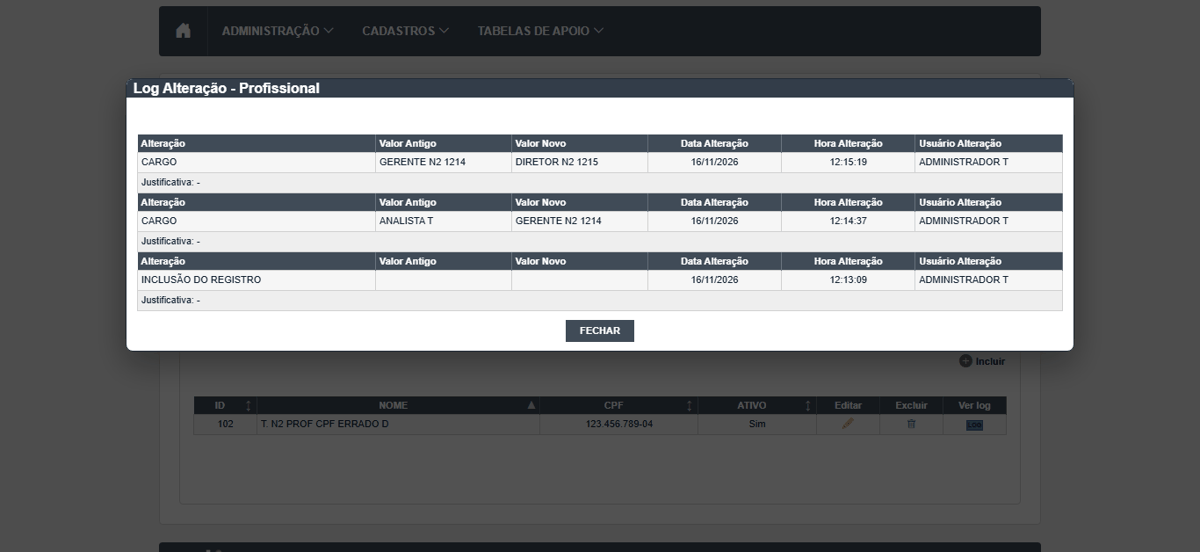 ADMINISTRAÇÃO CADASTROS TABELAS DE APOIO
Log Alteração - Profissional
Alteração Valor Antigo Valor Novo Data Alteração Hora Alteração Usuário Alteração
CARGO GERENTE N2 1214 DIRETOR N2 1215 16/11/2026 12:15:19 ADMINISTRADOR T
Justificativa: -
Alteração Valor Antigo Valor Novo Data Alteração Hora Alteração Usuário Alteração
CARGO ANALISTA T GERENTE N2 1214 16/11/2026 12:14:37 ADMINISTRADOR T
Justificativa: -
Alteração Valor Antigo Valor Novo Data Alteração Hora Alteração Usuário Alteração
INCLUSÃO DO REGISTRO 16/11/2026 12:13:09 ADMINISTRADOR T
Justificativa: -
FECHAR
Incluir
ID NOME CPF ATIVO Editar Excluir Ver log
102 T. N2 PROF CPF ERRADO D 123.456.789-04 Sim LOG